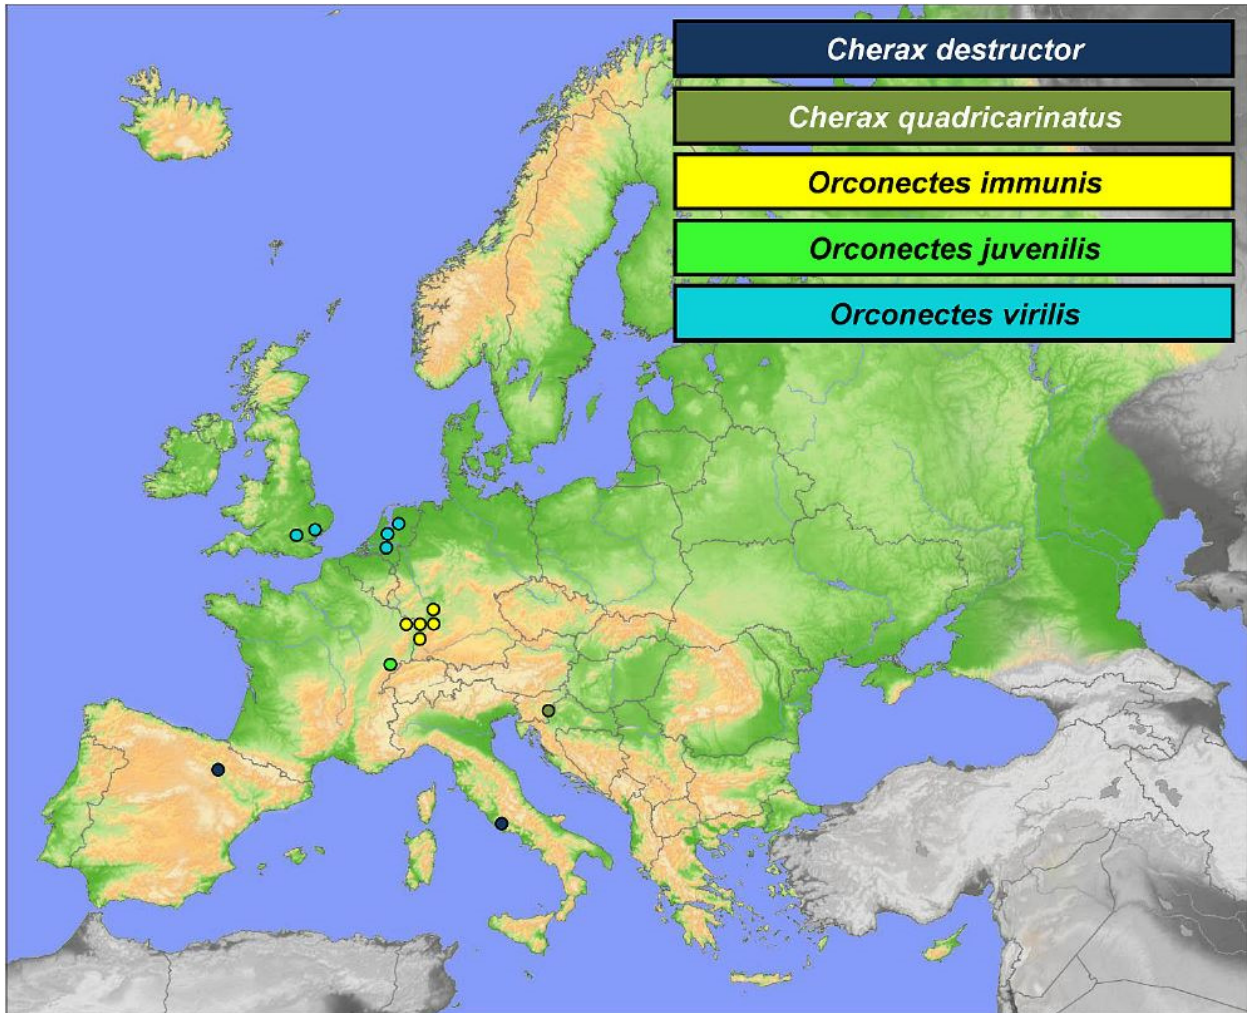 Cherax destructor
Cherax quadricarinatus
Orconectes immunis
Orconectes juvenilis
Orconectes virilis